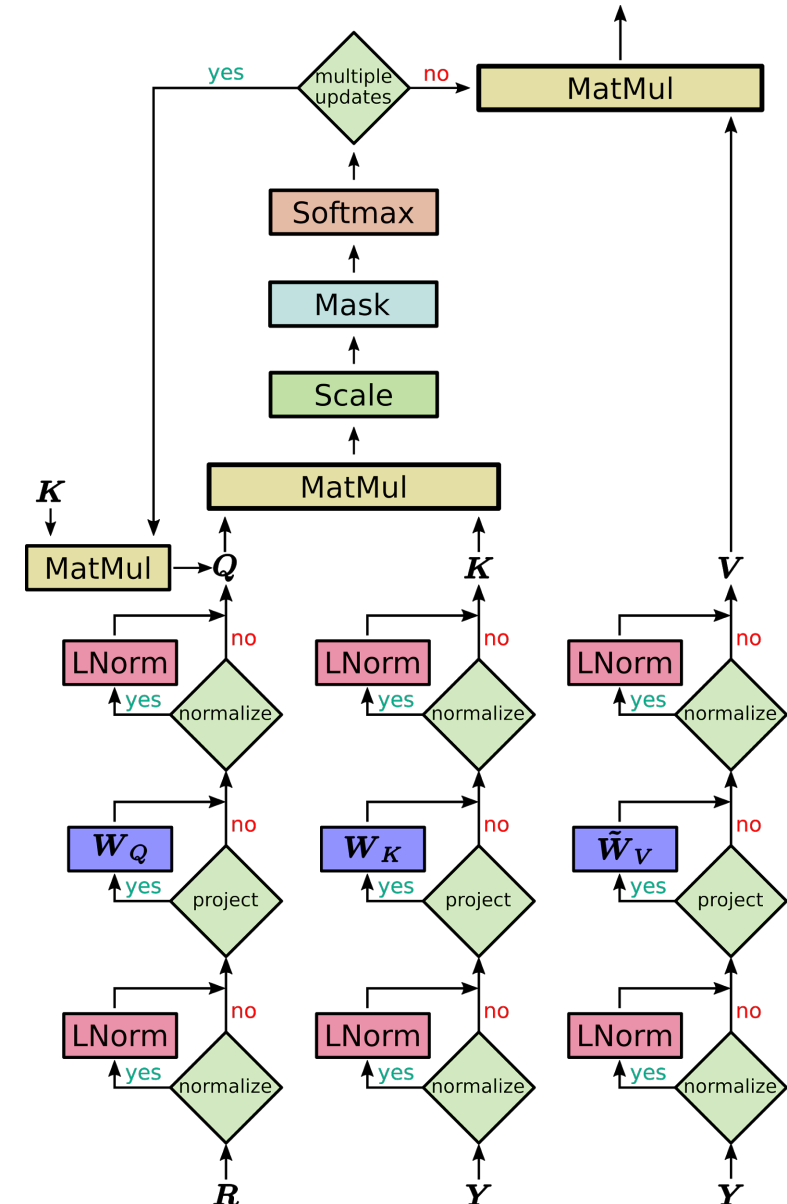 yes
multiple
updates
no
MatMul
Softmax
Mask
Scale
MatMul
K
MatMul
Q
K
V
LNorm
no
LNorm
no
LNorm
no
yes
normalize
yes
normalize
yes
normalize
W_Q
no
W_K
no
W̃_V
no
yes
project
yes
project
yes
project
LNorm
no
LNorm
no
LNorm
no
yes
normalize
yes
normalize
yes
normalize
R
Y
Y